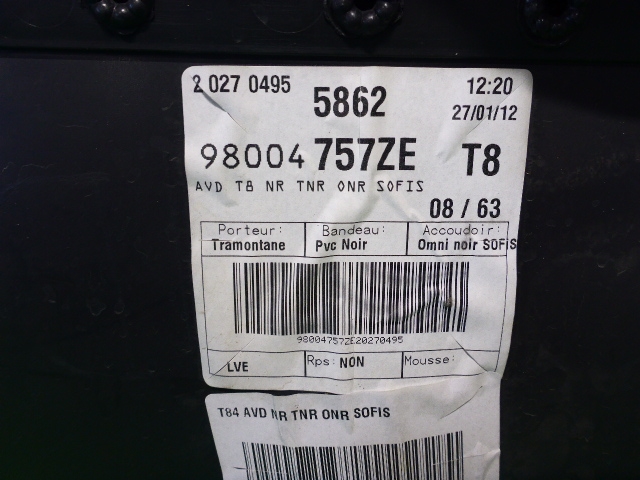 2 027 0495 5862 12:20
27/01/12
98004 757ZE T8
AVD T8 NR TNR ONR SOFIS
08 / 63
Porteur: Bandeau: Accoudoir:
Tramontane Pvc Noir Omni noir SOFIS
98004757ZE20270495
LVE Rps: NON Mousse:
T84 AVD NR TNR ONR SOFIS